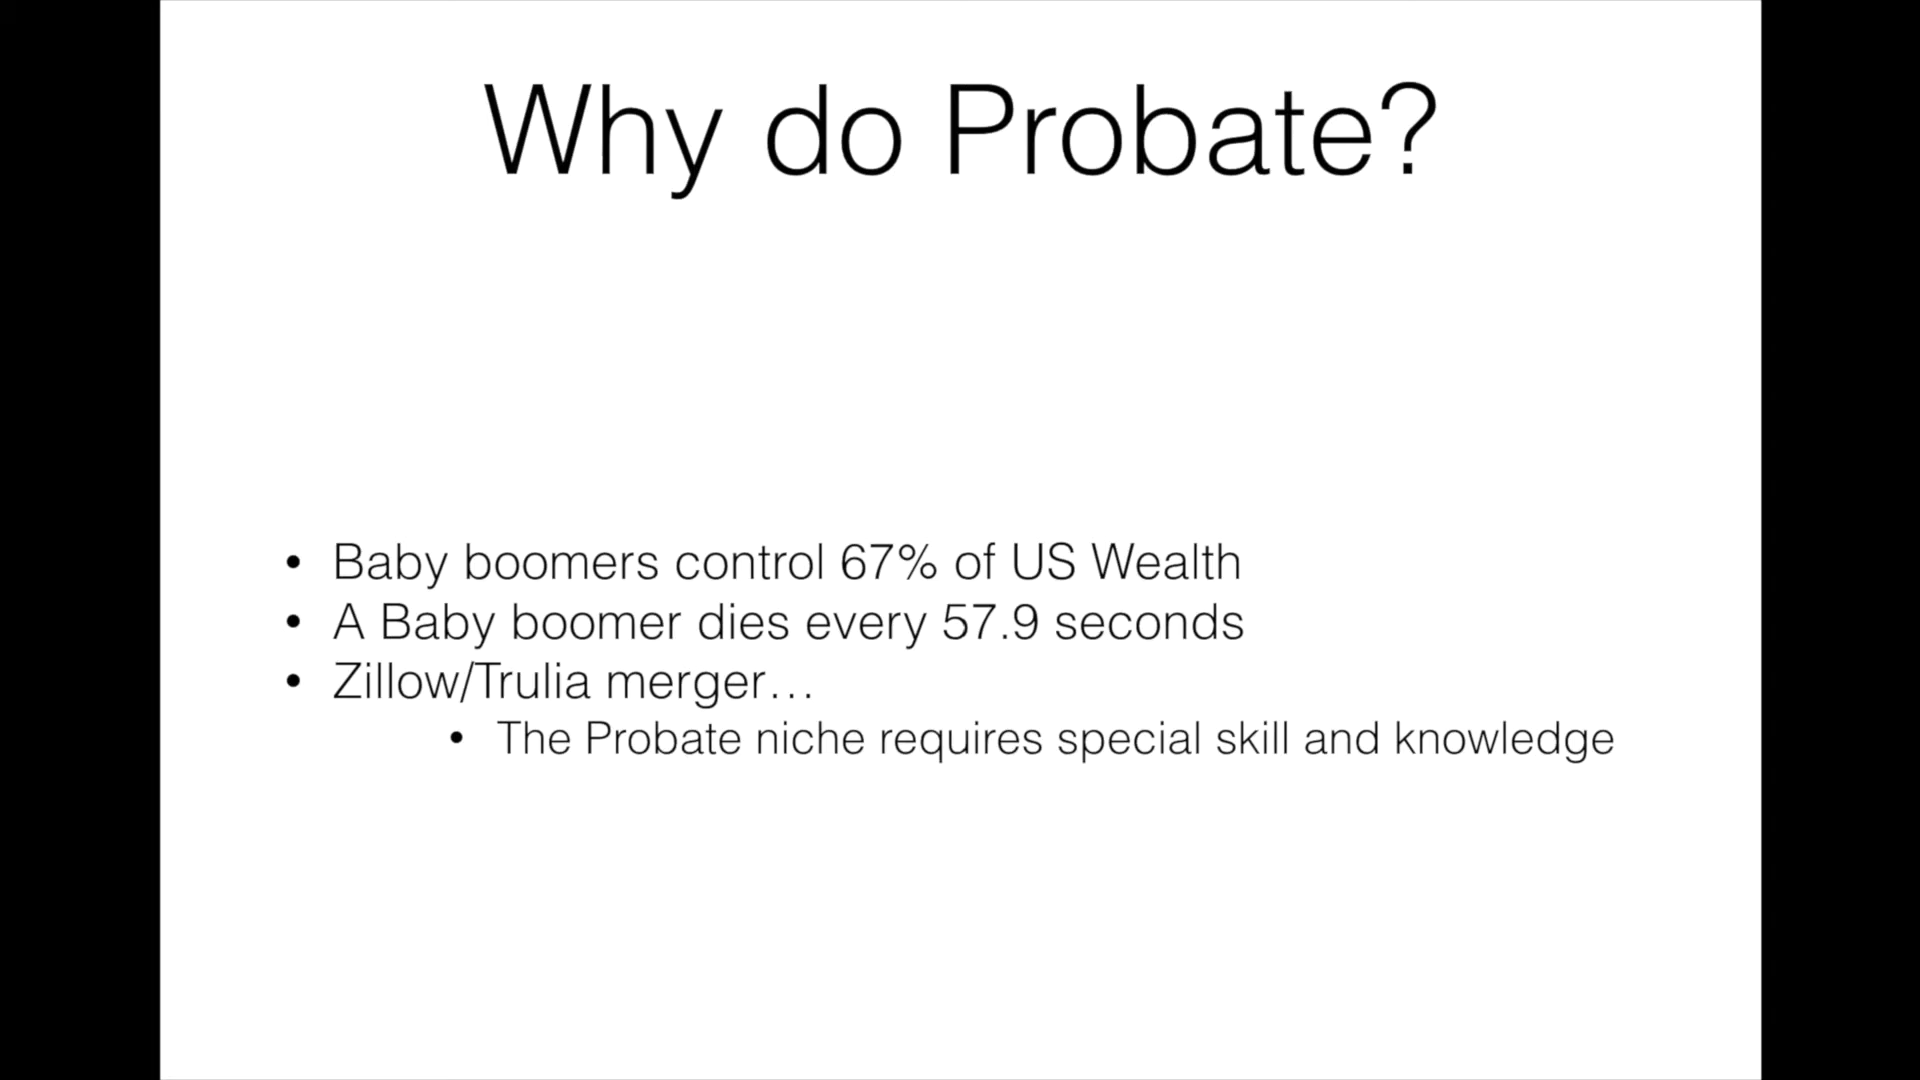 Why do Probate?
• Baby boomers control 67% of US Wealth
• A Baby boomer dies every 57.9 seconds
• Zillow/Trulia merger…
• The Probate niche requires special skill and knowledge